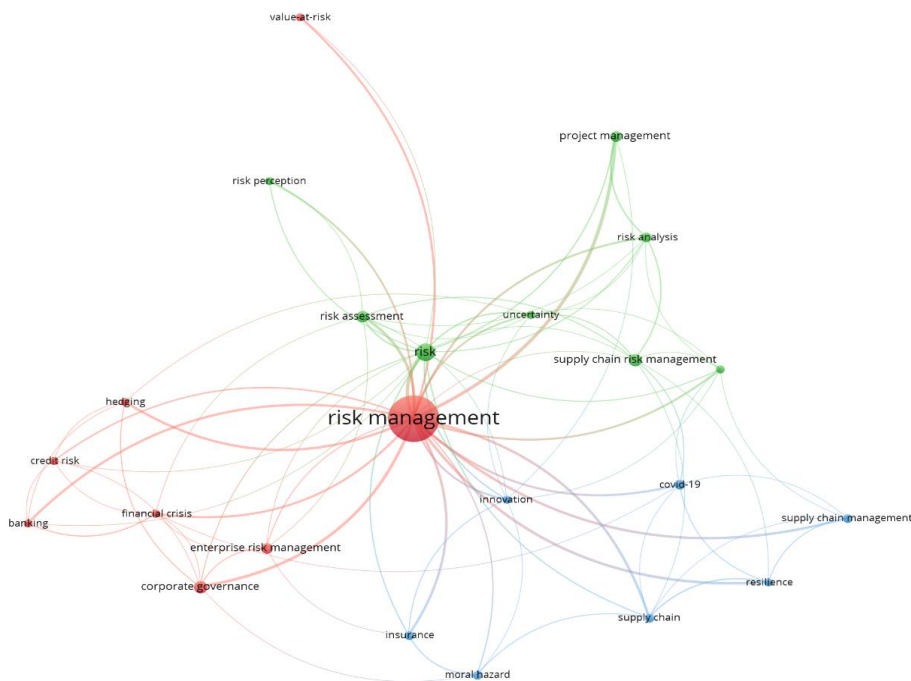 value-at-risk
project management
risk perception
risk analysis
risk assessment
uncertainty
risk
supply chain risk management
hedging
risk management
credit risk
covid-19
innovation
banking
financial crisis
supply chain management
enterprise risk management
corporate governance
resilience
supply chain
insurance
moral hazard